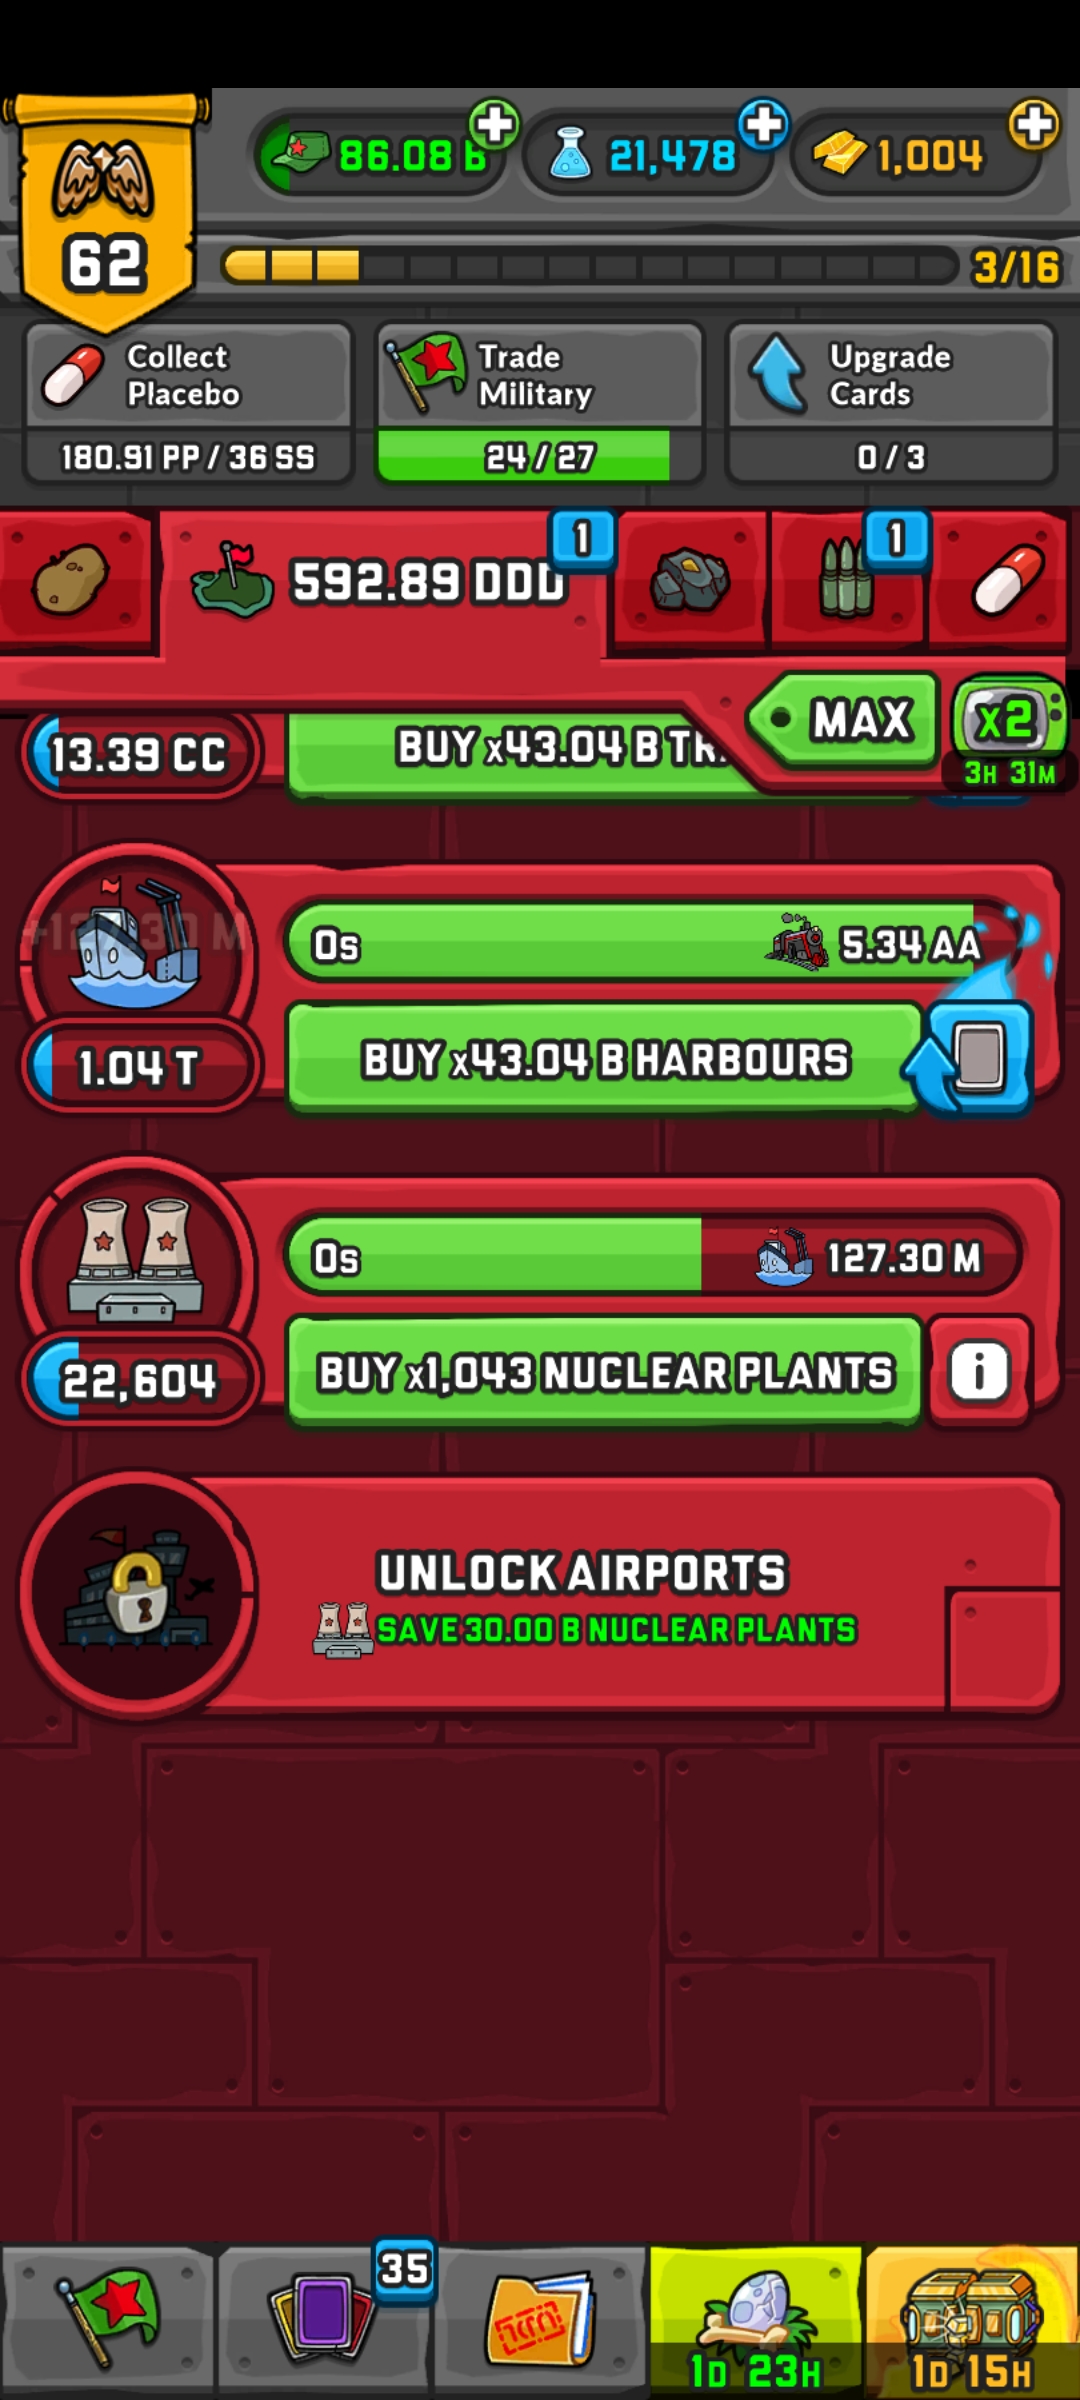 62
86.08 B
21,478
1,004
3/16
Collect
Placebo
180.91 PP / 36 SS
Trade
Military
24 / 27
Upgrade
Cards
0 / 3
592.89 DDD
1
1
MAX
x2
3H 31M
13.39 CC
BUY x43.04 B
+127.30 M
0s
5.34 AA
1.04 T
BUY x43.04 B HARBOURS
0s
127.30 M
22,604
BUY x1,043 NUCLEAR PLANTS
i
UNLOCK AIRPORTS
SAVE 30.00 B NUCLEAR PLANTS
35
1D 23H
1D 15H